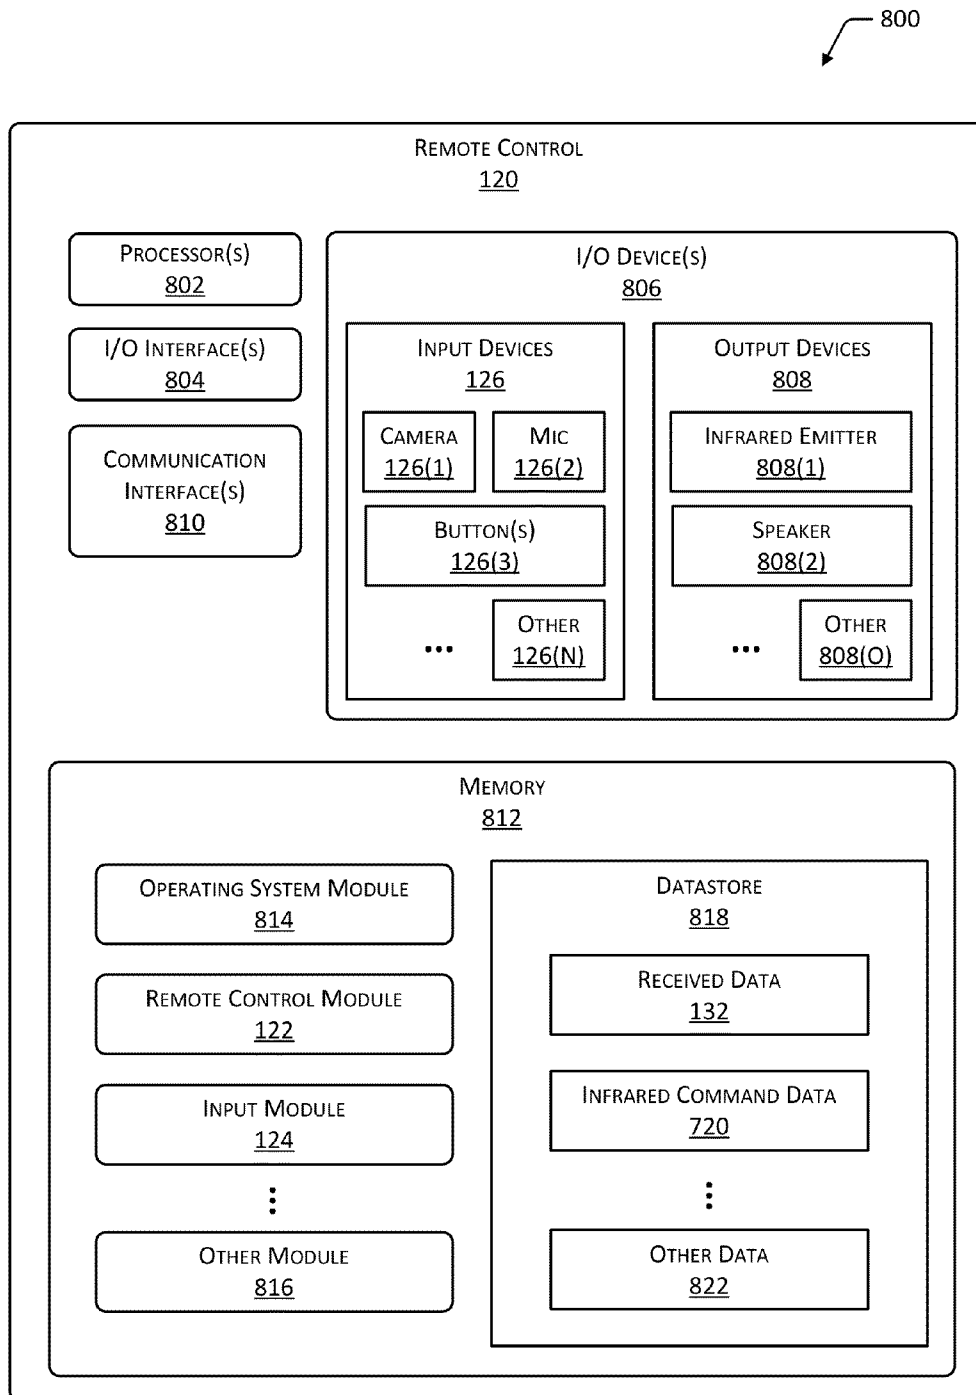 800
REMOTE CONTROL
120
PROCESSOR(S)
802
I/O INTERFACE(S)
804
COMMUNICATION
INTERFACE(S)
810
I/O DEVICE(S)
806
INPUT DEVICES
126
CAMERA
126(1)
MIC
126(2)
BUTTON(S)
126(3)
...
OTHER
126(N)
OUTPUT DEVICES
808
INFRARED EMITTER
808(1)
SPEAKER
808(2)
...
OTHER
808(O)
MEMORY
812
OPERATING SYSTEM MODULE
814
REMOTE CONTROL MODULE
122
INPUT MODULE
124
...
OTHER MODULE
816
DATASTORE
818
RECEIVED DATA
132
INFRARED COMMAND DATA
720
...
OTHER DATA
822